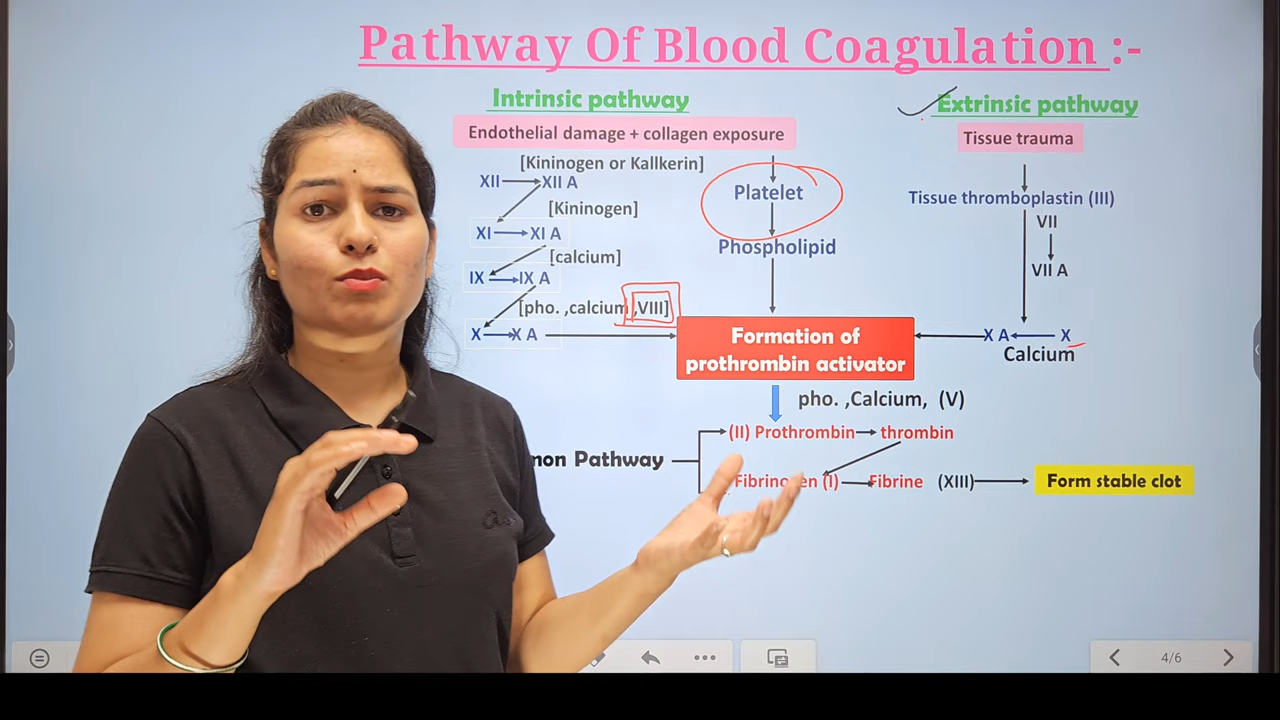 Pathway Of Blood Coagulation :-
Intrinsic pathway
Endothelial damage + collagen exposure
[Kininogen or Kallkerin]
XII XII A
[Kininogen]
XI XI A
[calcium]
IX IX A
[pho. ,calcium ,VIII]
X X A
Platelet
Phospholipid
Extrinsic pathway
Tissue trauma
Tissue thromboplastin (III)
VII
VII A
X A X
Calcium
Formation of
prothrombin activator
pho. ,Calcium, (V)
(II) Prothrombin thrombin
Pathway
Fibrinogen (I) Fibrine (XIII) Form stable clot
4/6